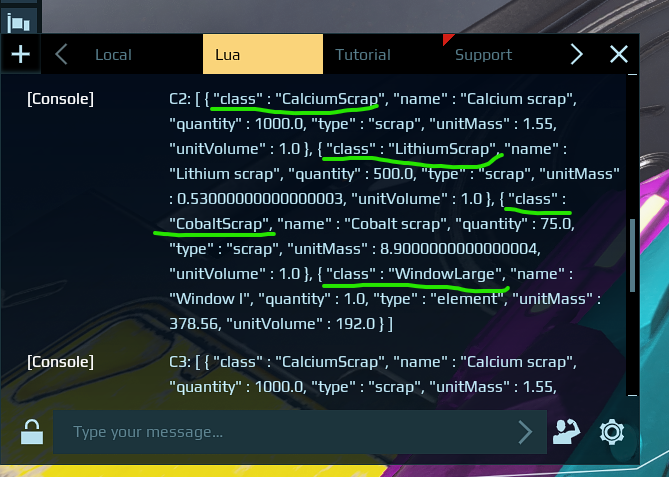 Local
Lua
Tutorial
Support
[Console]
C2: [ { "class" : "CalciumScrap", "name" : "Calcium scrap",
"quantity" : 1000.0, "type" : "scrap", "unitMass" : 1.55,
"unitVolume" : 1.0 }, { "class" : "LithiumScrap", "name" :
"Lithium scrap", "quantity" : 500.0, "type" : "scrap", "unitMass"
: 0.53000000000000003, "unitVolume" : 1.0 }, { "class" :
"CobaltScrap", "name" : "Cobalt scrap", "quantity" : 75.0,
"type" : "scrap", "unitMass" : 8.9000000000000004,
"unitVolume" : 1.0 }, { "class" : "WindowLarge", "name" :
"Window l", "quantity" : 1.0, "type" : "element", "unitMass" :
378.56, "unitVolume" : 192.0 } ]
[Console]
C3: [ { "class" : "CalciumScrap", "name" : "Calcium scrap",
"quantity" : 1000.0, "type" : "scrap", "unitMass" : 1.55,
Type your message...